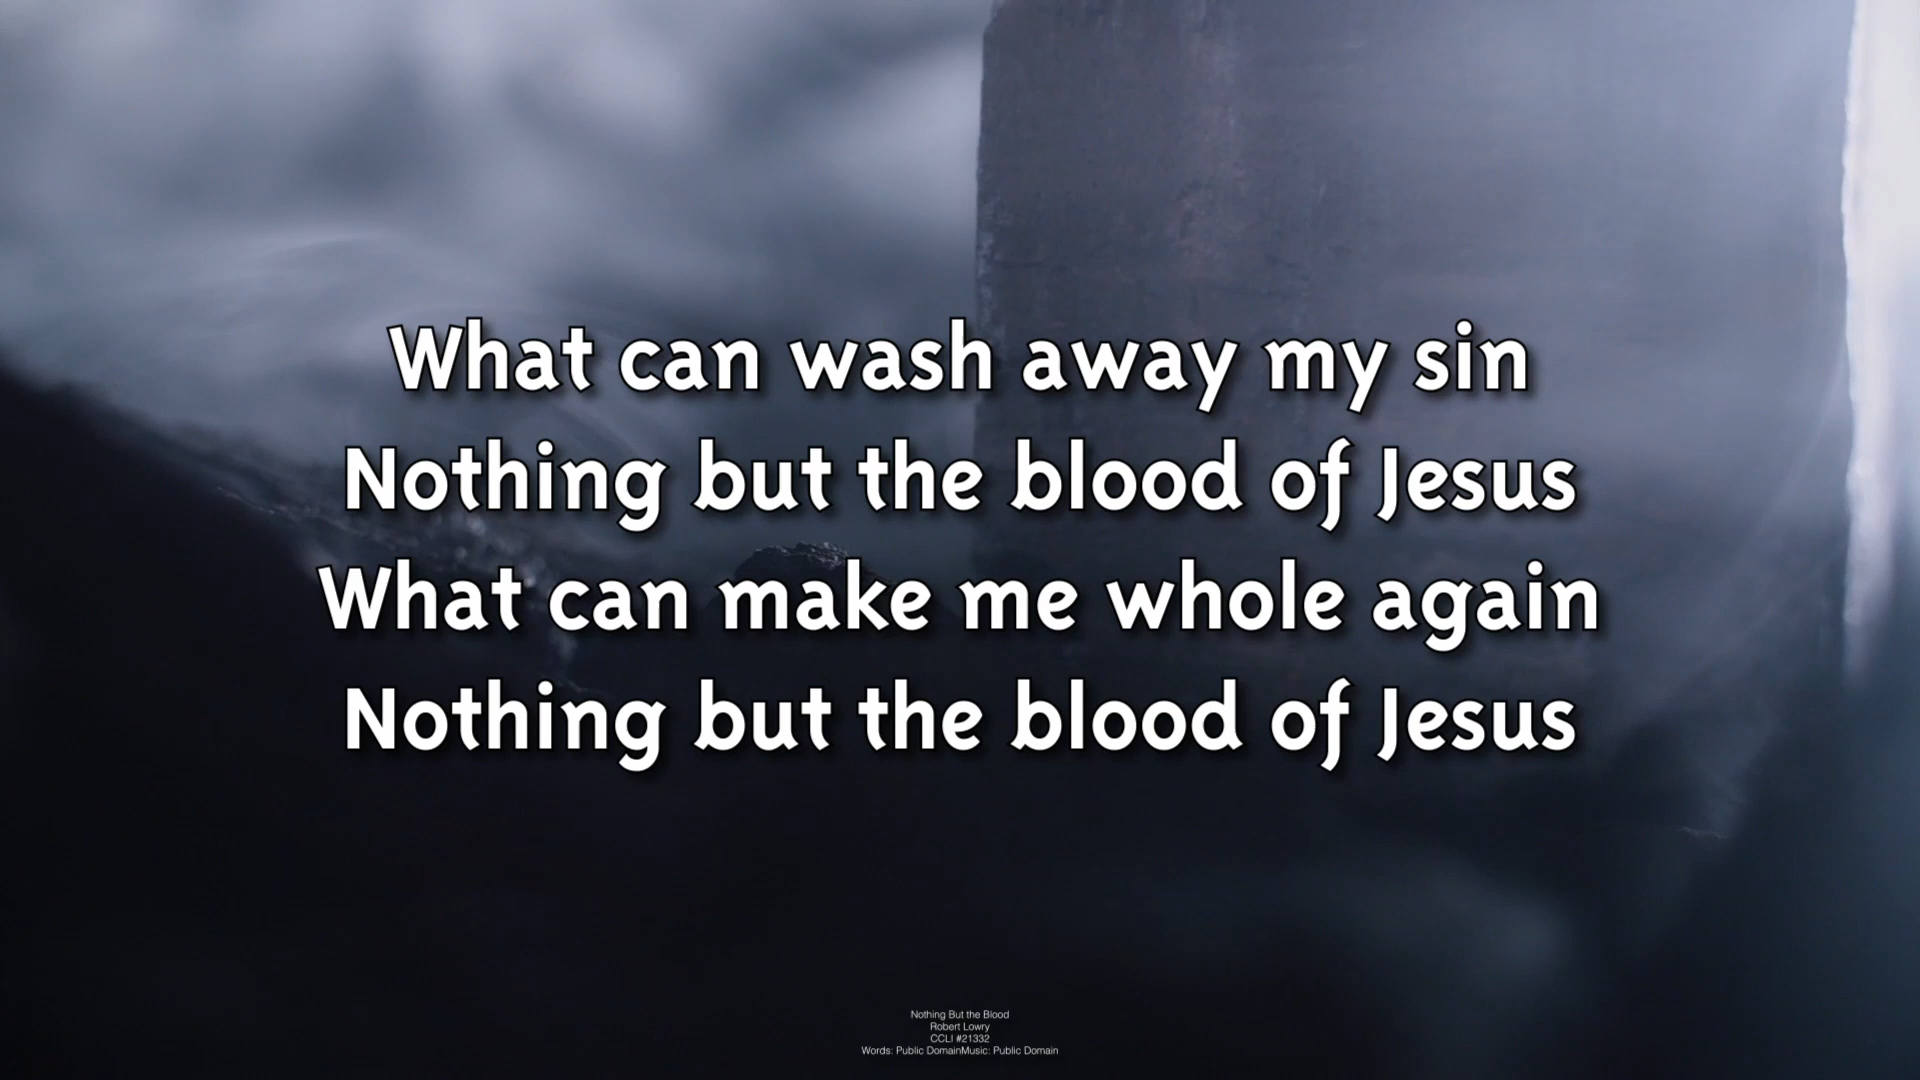 What can wash away my sin
Nothing but the blood of Jesus
What can make me whole again
Nothing but the blood of Jesus
Nothing But the Blood
Robert Lowry
CCLI #21332
Words: Public DomainMusic: Public Domain